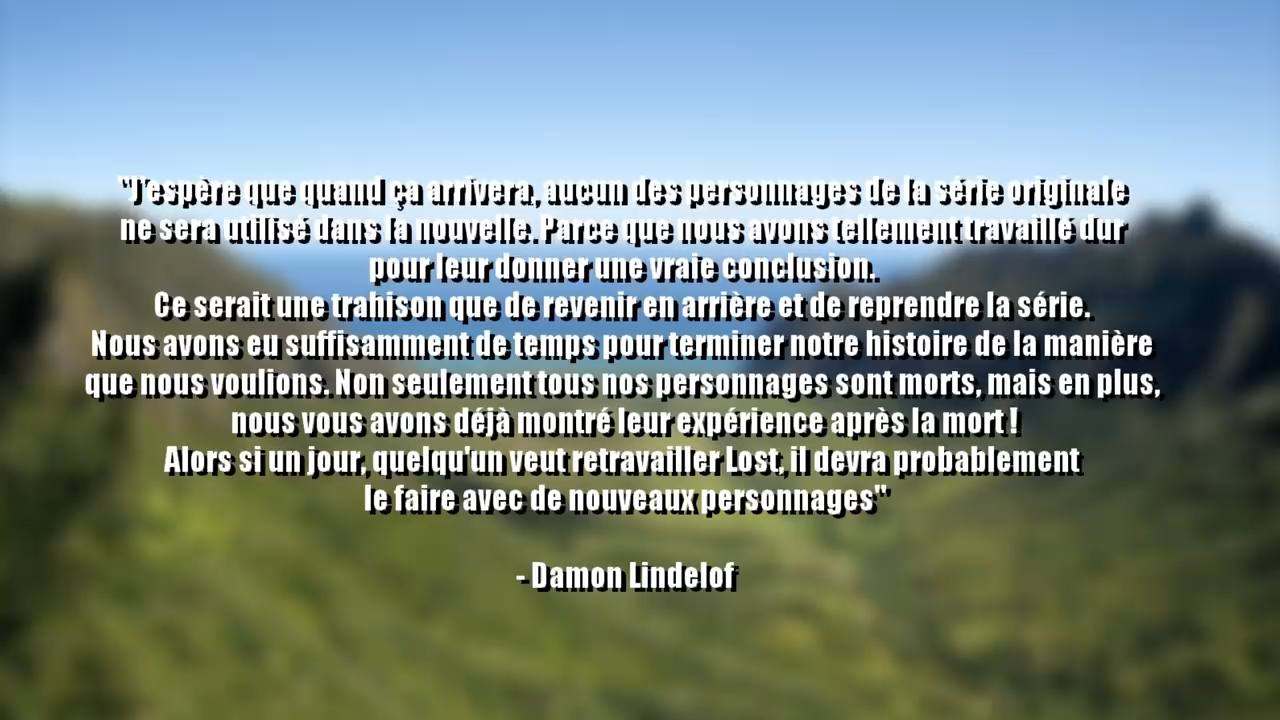 "J'espère que quand ça arrivera, aucun des personnages de la série originale
ne sera utilisé dans la nouvelle. Parce que nous avons tellement travaillé dur
pour leur donner une vraie conclusion.
Ce serait une trahison que de revenir en arrière et de reprendre la série.
Nous avons eu suffisamment de temps pour terminer notre histoire de la manière
que nous voulions. Non seulement tous nos personnages sont morts, mais en plus,
nous vous avons déjà montré leur expérience après la mort !
Alors si un jour, quelqu'un veut retravailler Lost, il devra probablement
le faire avec de nouveaux personnages"
- Damon Lindelof